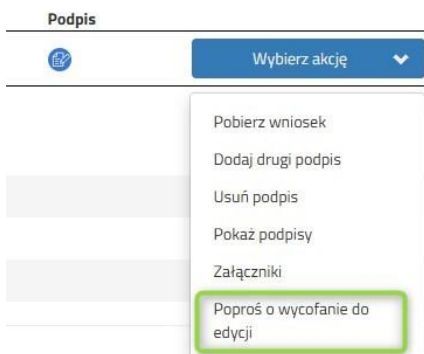 Podpis
Wybierz akcję
Pobierz wniosek
Dodaj drugi podpis
Usuń podpis
Pokaż podpisy
Załączniki
Poproś o wycofanie do
edycji